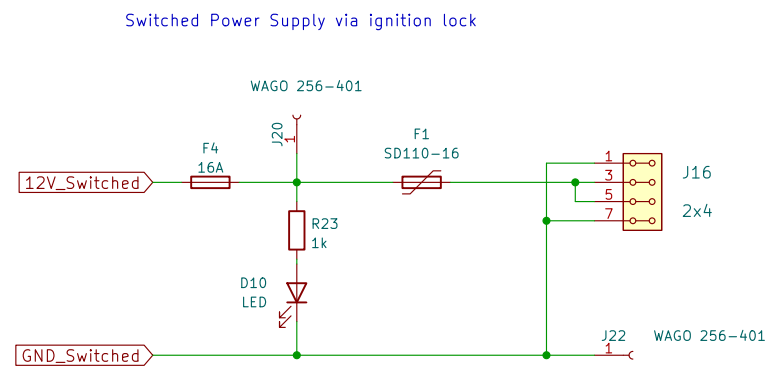 Switched Power Supply via ignition lock
WAGO 256-401
J20
1
F4
16A
F1
SD110-16
12V_Switched
1
3
5
7
J16
2x4
R23
1k
D10
LED
GND_Switched
J22
1
WAGO 256-401